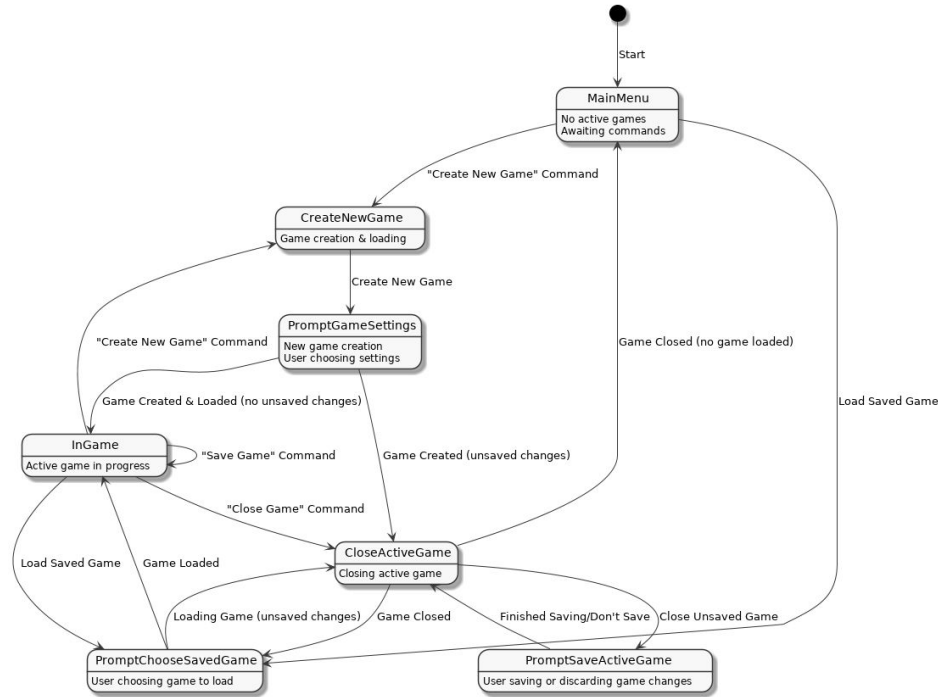 Start
MainMenu
No active games
Awaiting commands
"Create New Game" Command
CreateNewGame
Game creation & loading
Create New Game
PromptGameSettings
New game creation
User choosing settings
"Create New Game" Command
Game Closed (no game loaded)
Load Saved Game
Game Created & Loaded (no unsaved changes)
InGame
Active game in progress
"Save Game" Command
Game Created (unsaved changes)
"Close Game" Command
CloseActiveGame
Closing active game
Load Saved Game
Game Loaded
Loading Game (unsaved changes)
Game Closed
Finished Saving/Don't Save
Close Unsaved Game
PromptChooseSavedGame
User choosing game to load
PromptSaveActiveGame
User saving or discarding game changes